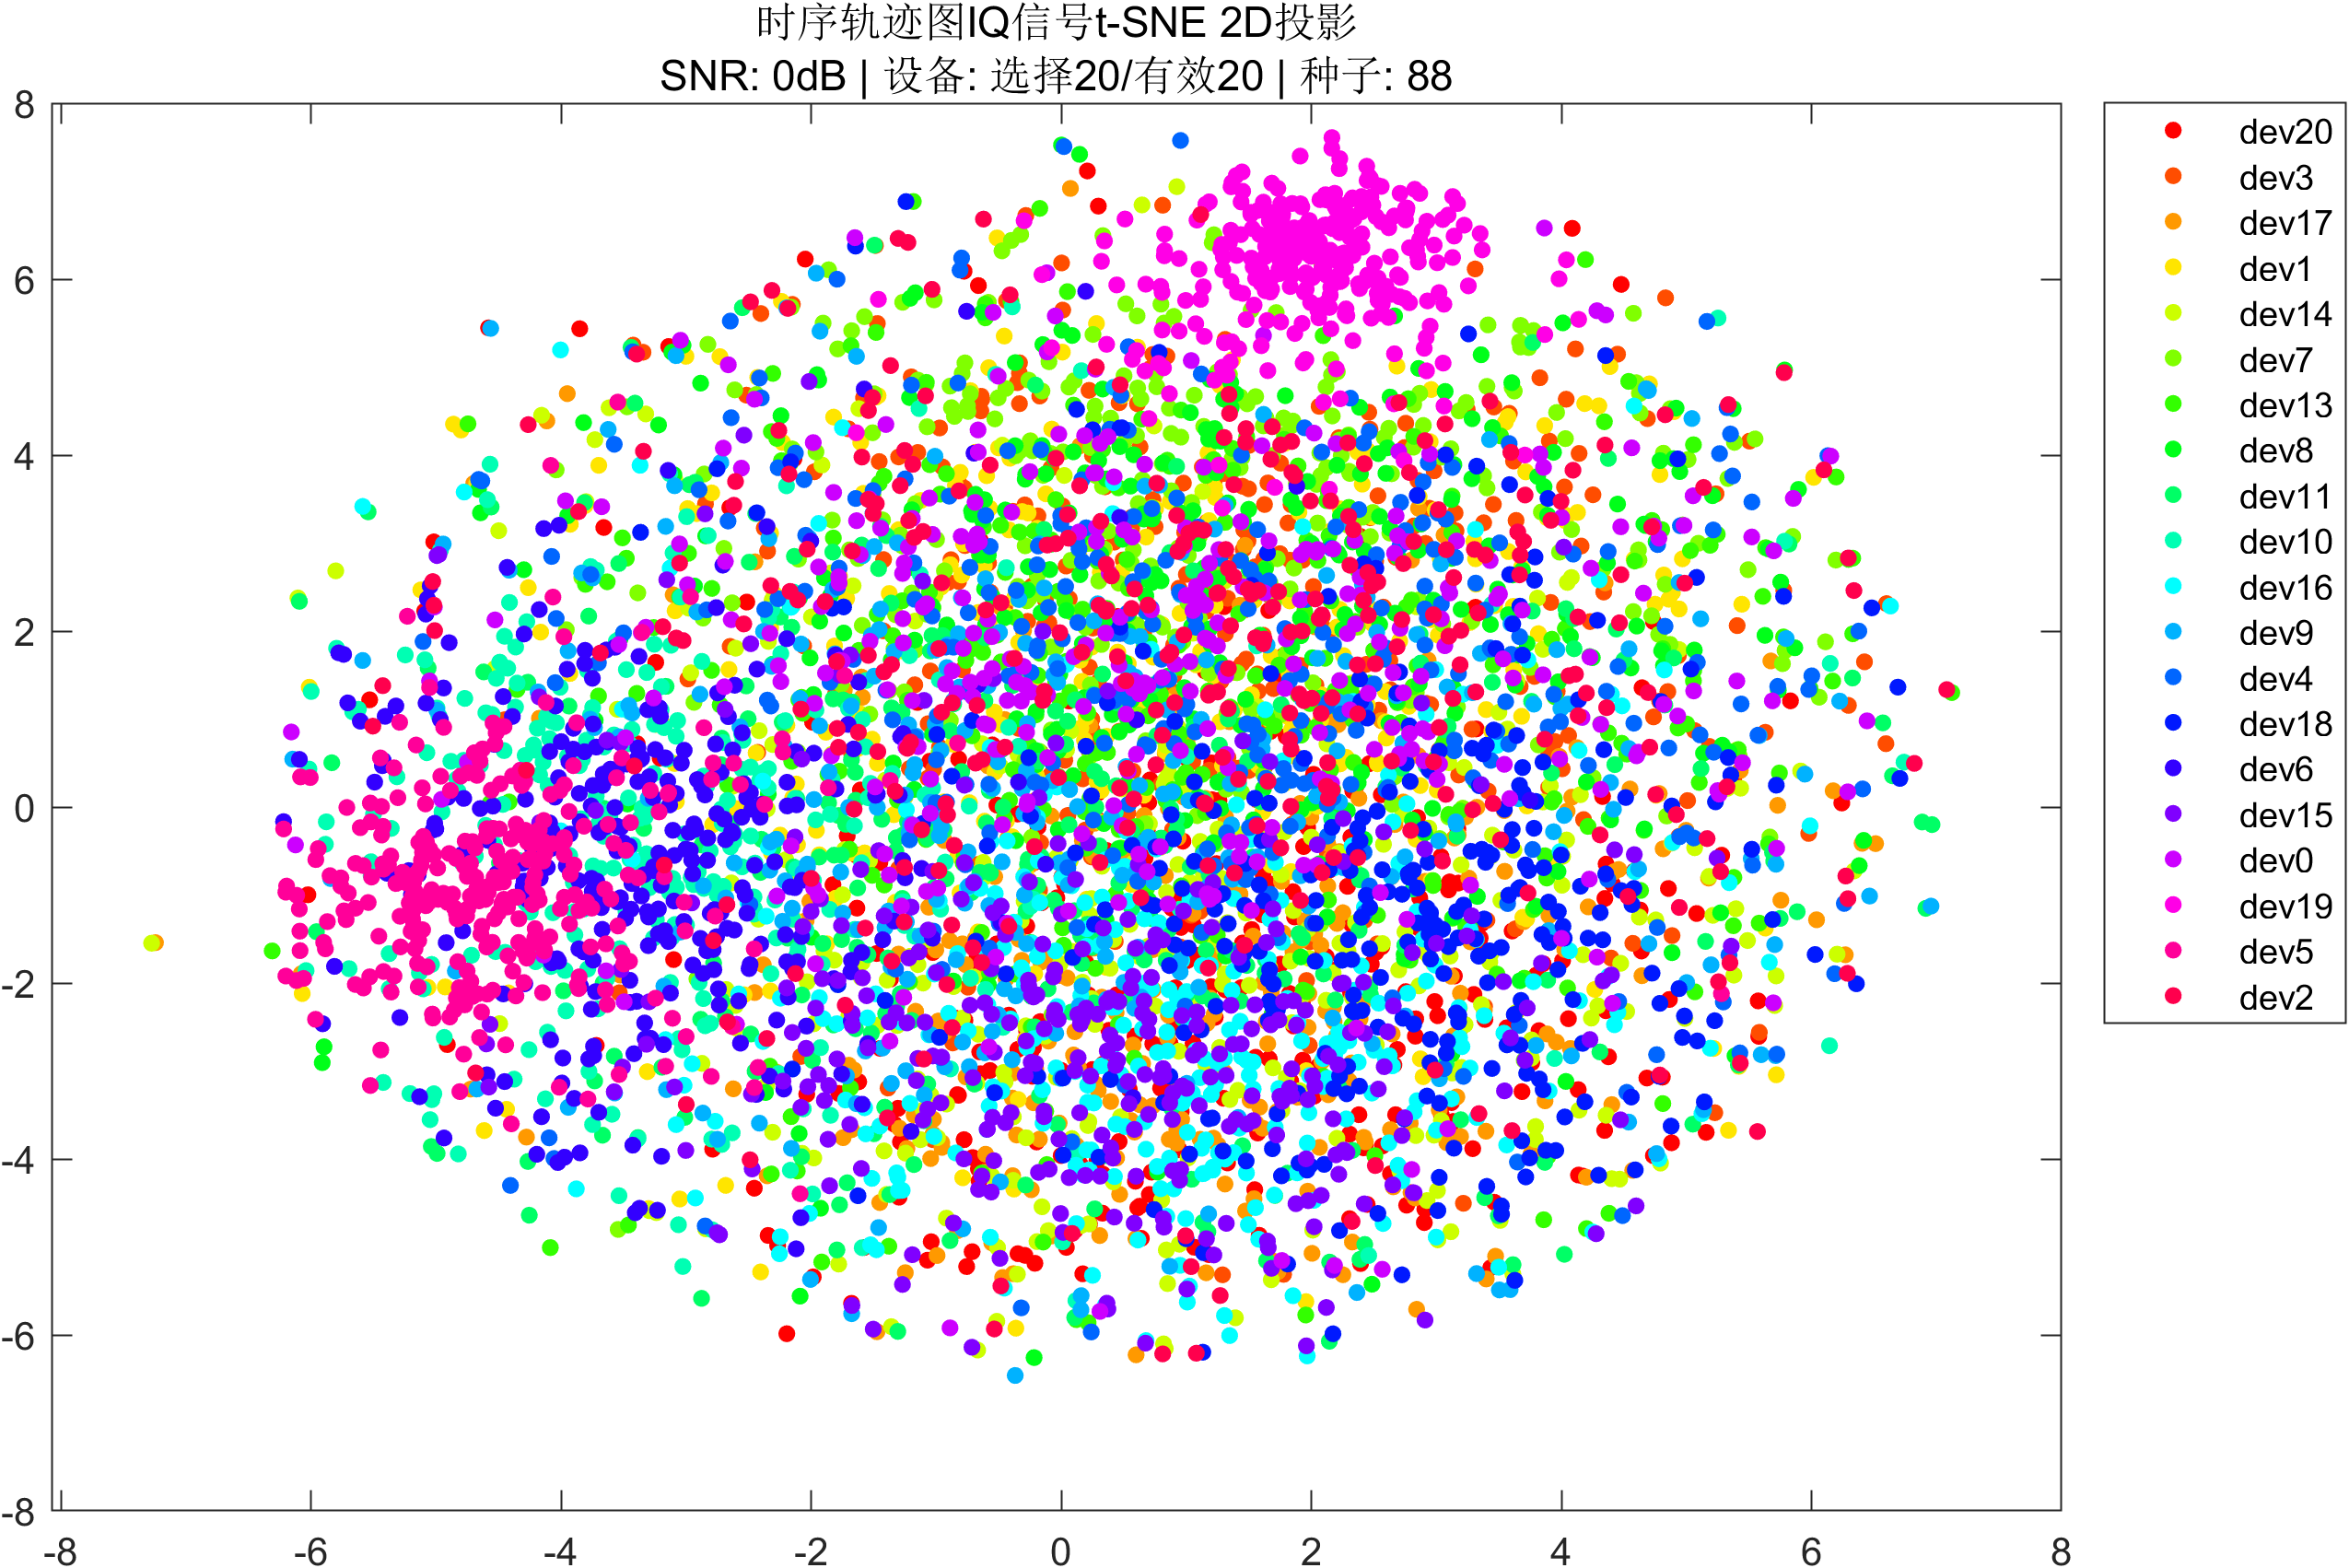 时序轨迹图IQ信号t-SNE 2D投影
SNR: 0dB | 设备: 选择20/有效20 | 种子: 88
8
6
4
2
0
-2
-4
-6
-8
-8 -6 -4 -2 0 2 4 6 8
dev20
dev3
dev17
dev1
dev14
dev7
dev13
dev8
dev11
dev10
dev16
dev9
dev4
dev18
dev6
dev15
dev0
dev19
dev5
dev2